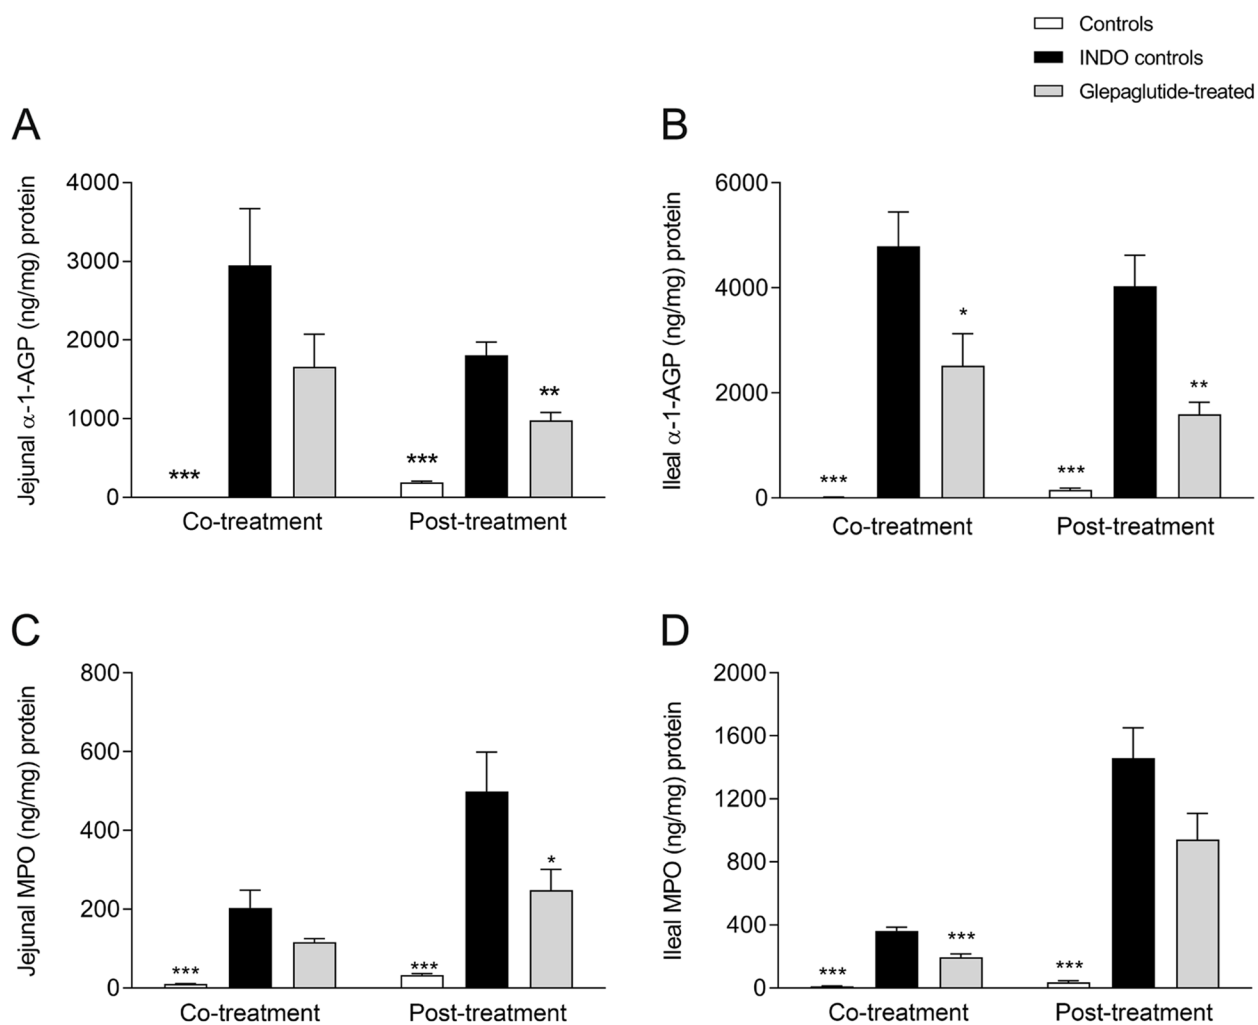 Controls
INDO controls
Glepaglutide-treated
A
Jejunal α-1-AGP (ng/mg) protein
4000
3000
2000
1000
0
***
***
**
Co-treatment
Post-treatment
B
Ileal α-1-AGP (ng/mg) protein
6000
4000
2000
0
***
*
***
**
Co-treatment
Post-treatment
C
Jejunal MPO (ng/mg) protein
800
600
400
200
0
***
***
*
Co-treatment
Post-treatment
D
Ileal MPO (ng/mg) protein
2000
1600
1200
800
400
0
***
***
***
Co-treatment
Post-treatment